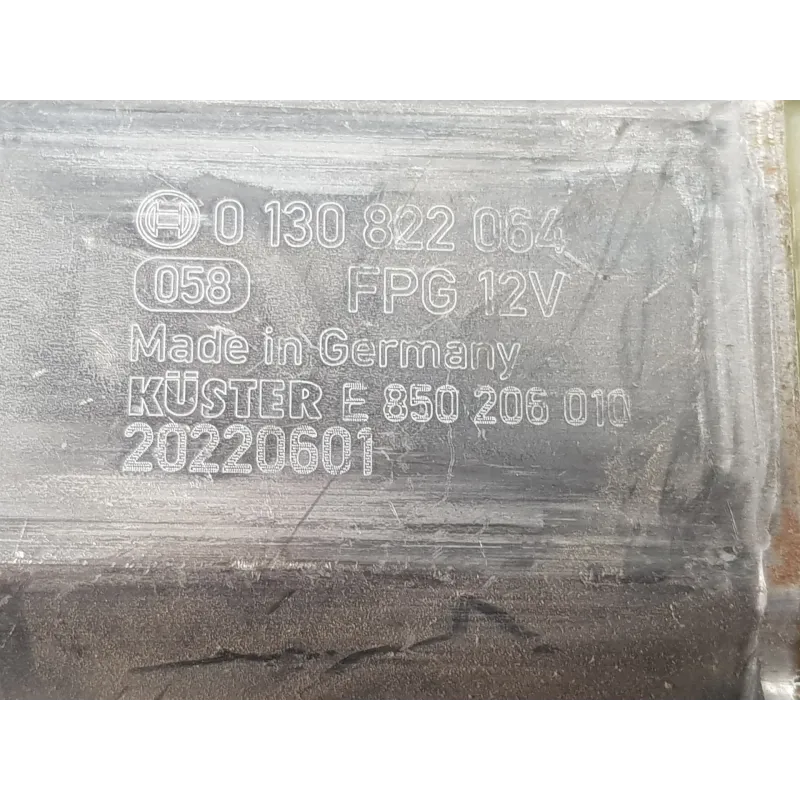 0 130 822 064
058 FPG 12V
Made in Germany
KÜSTER E 850 206 010
20220601